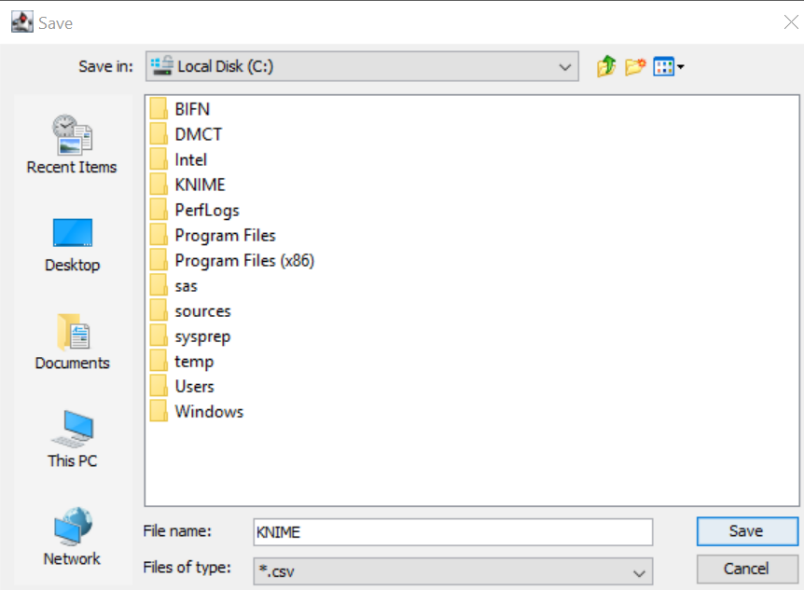 Save
Save in: Local Disk (C:)
Recent Items
Desktop
Documents
This PC
Network
BIFN
DMCT
Intel
KNIME
PerfLogs
Program Files
Program Files (x86)
sas
sources
sysprep
temp
Users
Windows
File name: KNIME Save
Files of type: *.csv Cancel